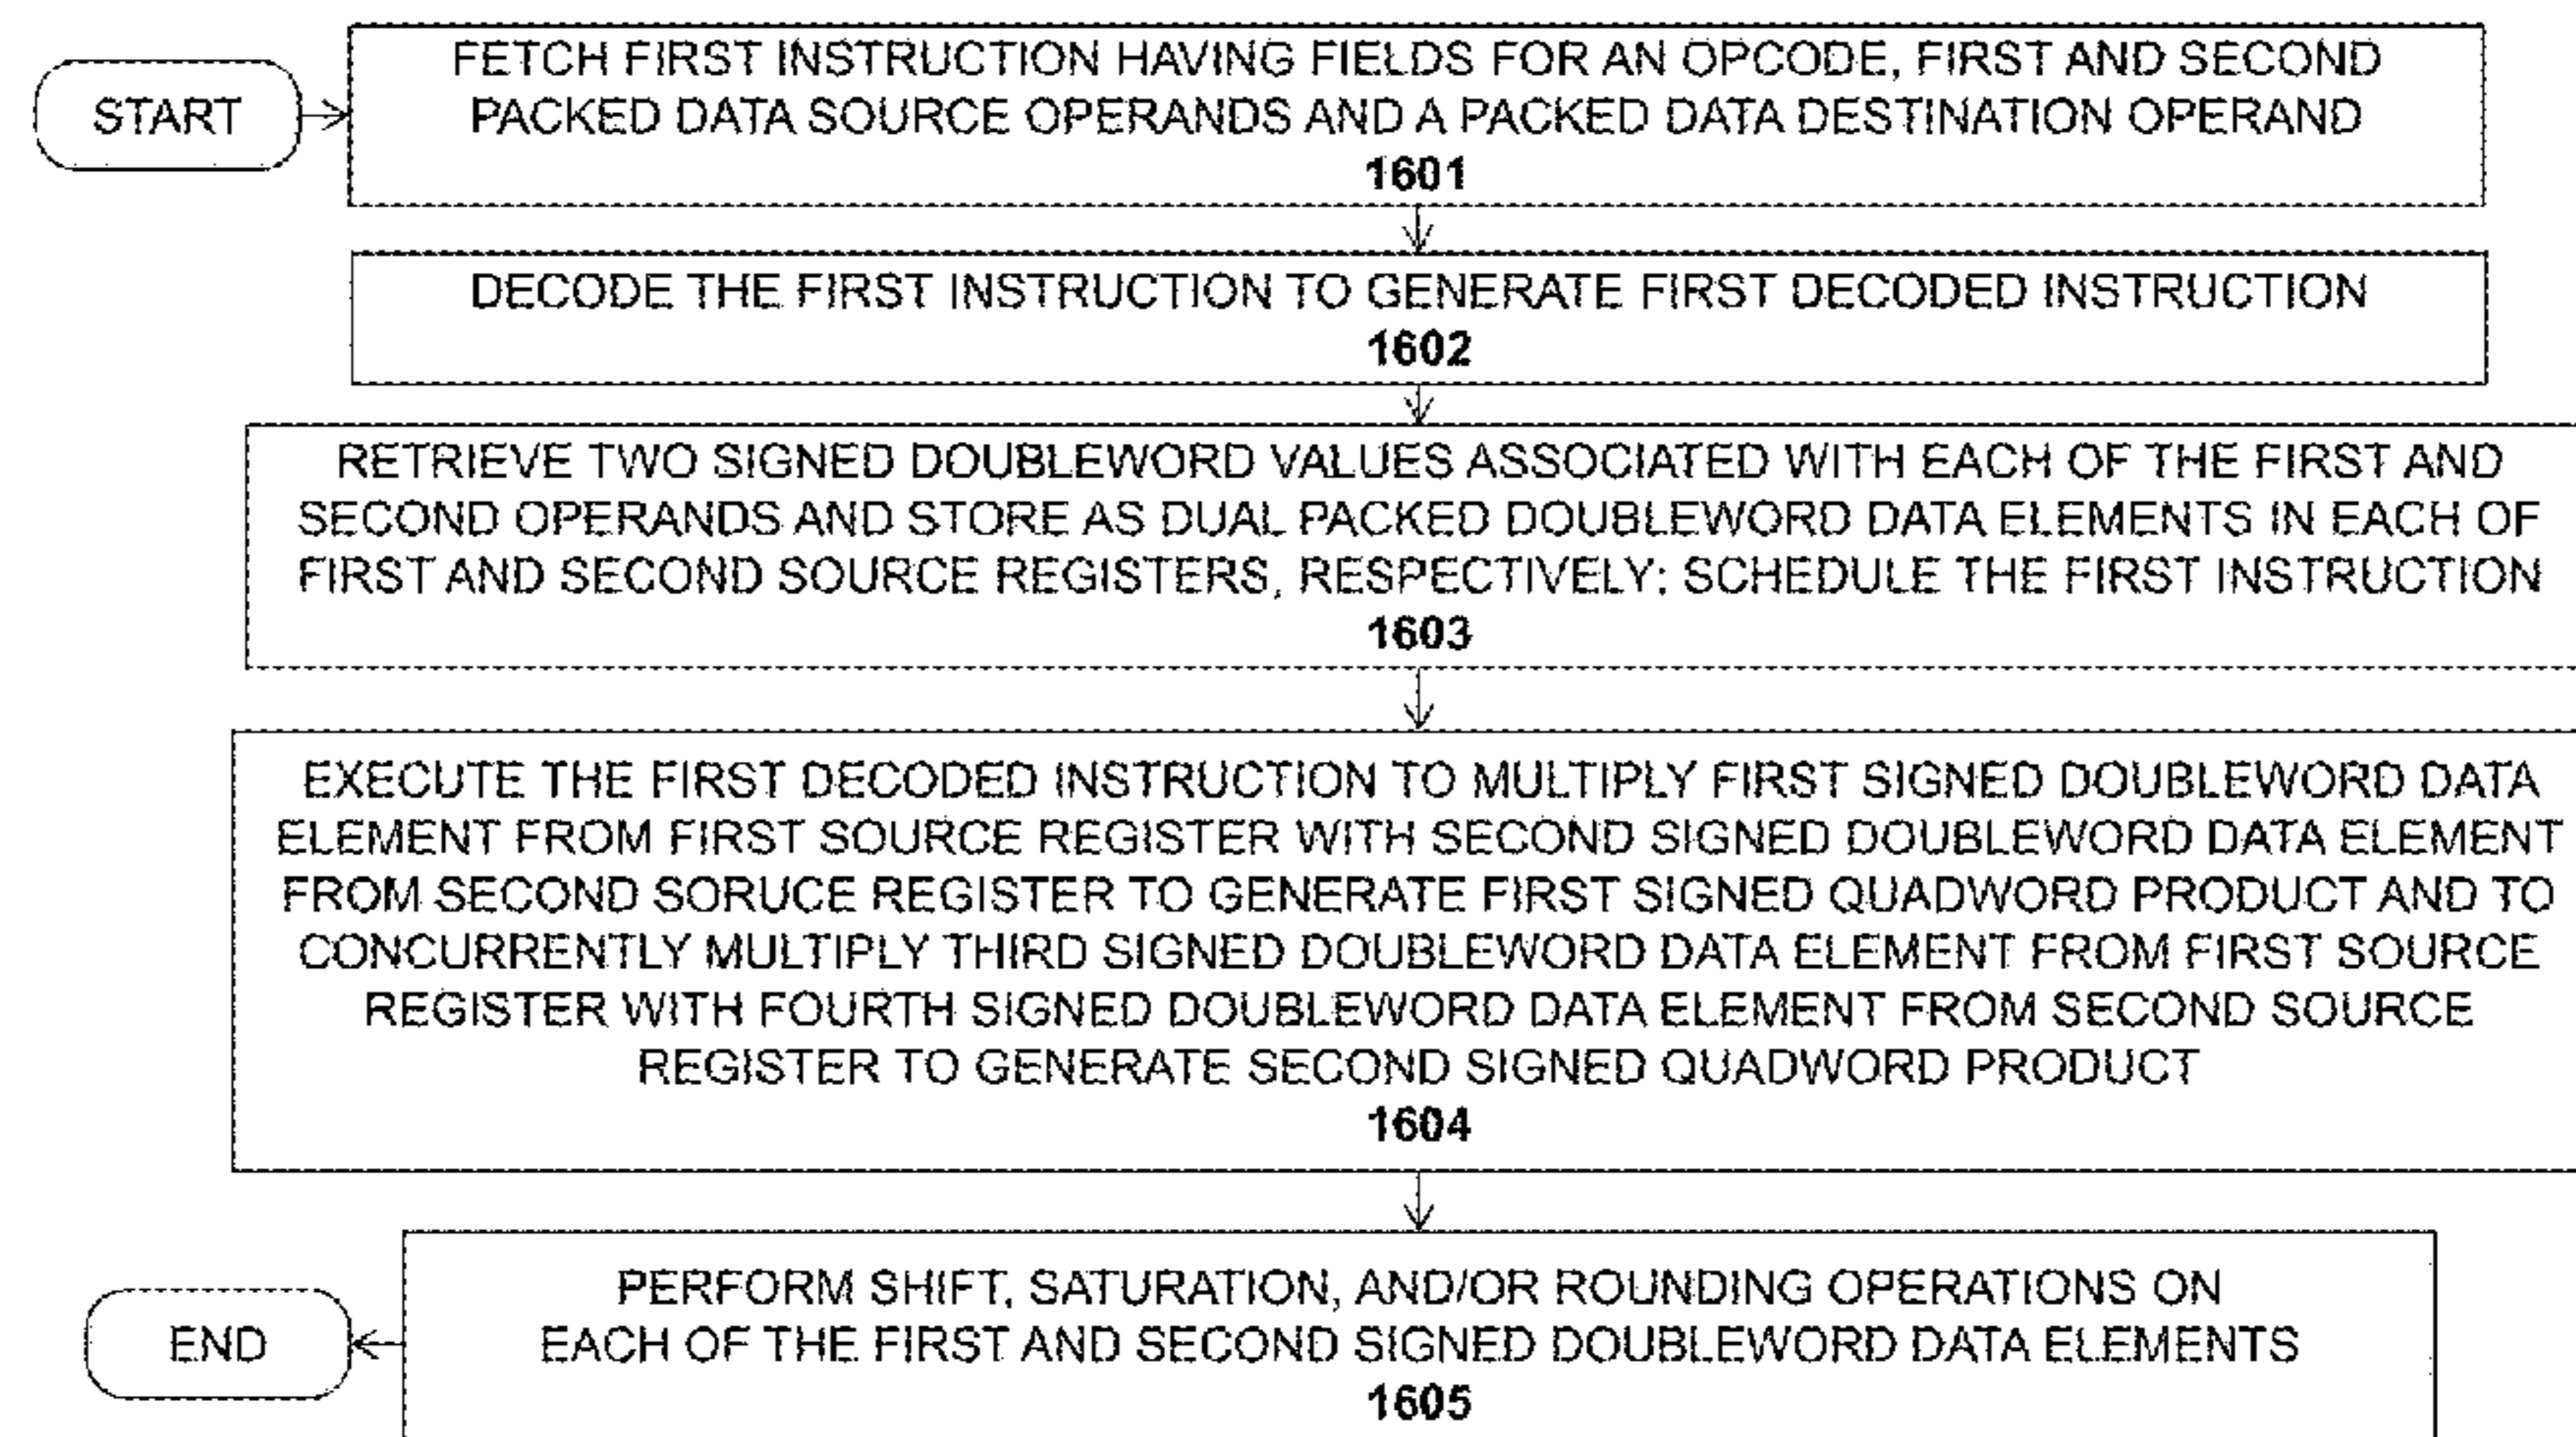 START
FETCH FIRST INSTRUCTION HAVING FIELDS FOR AN OPCODE, FIRST AND SECOND
PACKED DATA SOURCE OPERANDS AND A PACKED DATA DESTINATION OPERAND
1601
DECODE THE FIRST INSTRUCTION TO GENERATE FIRST DECODED INSTRUCTION
1602
RETRIEVE TWO SIGNED DOUBLEWORD VALUES ASSOCIATED WITH EACH OF THE FIRST AND
SECOND OPERANDS AND STORE AS DUAL PACKED DOUBLEWORD DATA ELEMENTS IN EACH OF
FIRST AND SECOND SOURCE REGISTERS, RESPECTIVELY; SCHEDULE THE FIRST INSTRUCTION
1603
EXECUTE THE FIRST DECODED INSTRUCTION TO MULTIPLY FIRST SIGNED DOUBLEWORD DATA
ELEMENT FROM FIRST SOURCE REGISTER WITH SECOND SIGNED DOUBLEWORD DATA ELEMENT
FROM SECOND SORUCE REGISTER TO GENERATE FIRST SIGNED QUADWORD PRODUCT AND TO
CONCURRENTLY MULTIPLY THIRD SIGNED DOUBLEWORD DATA ELEMENT FROM FIRST SOURCE
REGISTER WITH FOURTH SIGNED DOUBLEWORD DATA ELEMENT FROM SECOND SOURCE
REGISTER TO GENERATE SECOND SIGNED QUADWORD PRODUCT
1604
PERFORM SHIFT, SATURATION, AND/OR ROUNDING OPERATIONS ON
EACH OF THE FIRST AND SECOND SIGNED DOUBLEWORD DATA ELEMENTS
1605
END